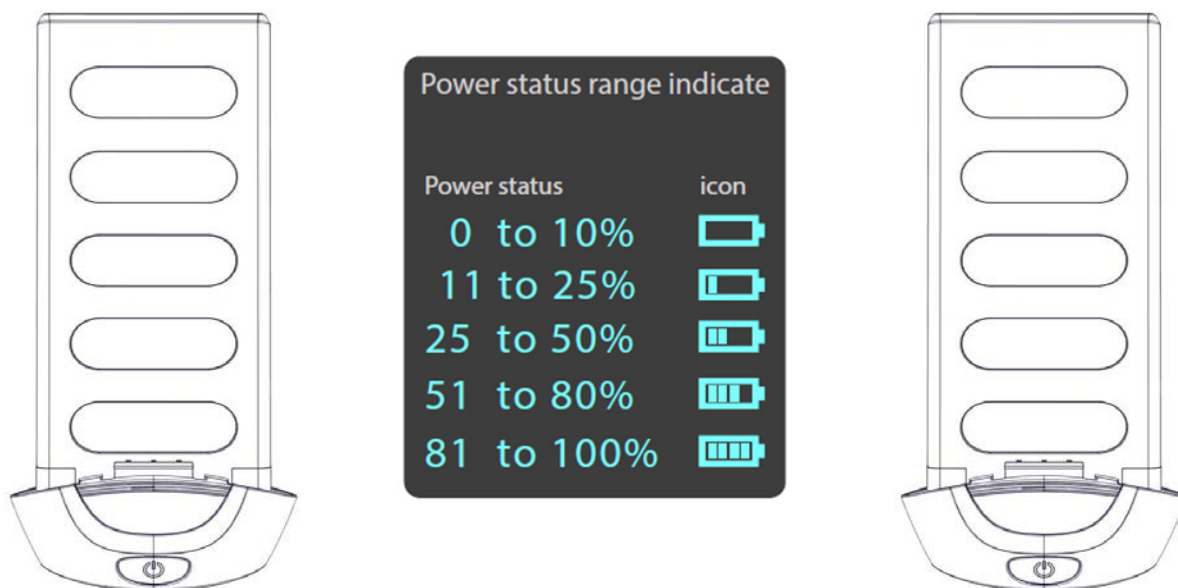 Power status range indicate
Power status icon
0 to 10%
11 to 25%
25 to 50%
51 to 80%
81 to 100%